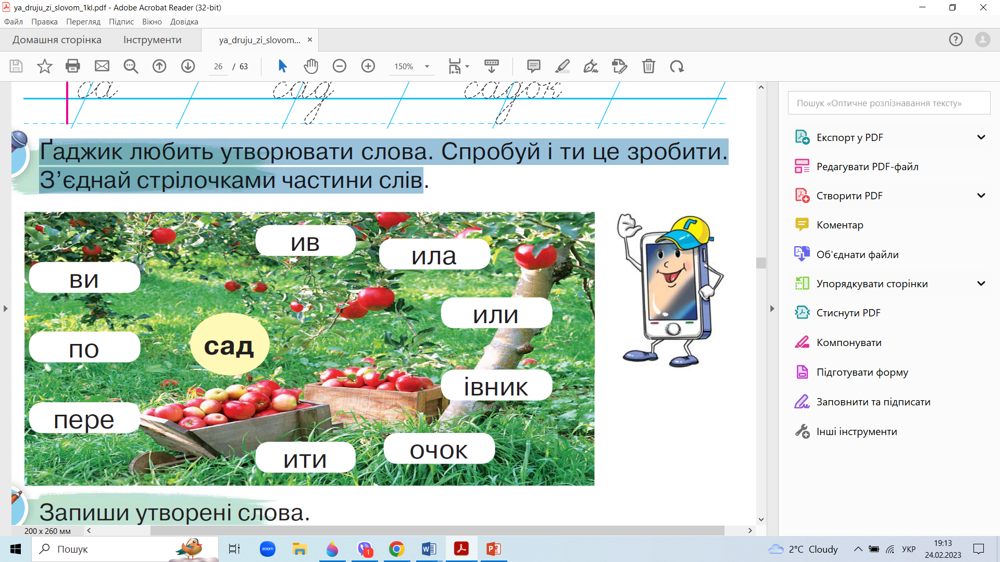 ya_druju_zi_slovom_1kl.pdf - Adobe Acrobat Reader (32-bit)
Файл Правка Перегляд Підпис Вікно Довідка
Домашня сторінка Інструменти ya_druju_zi_slovom... ×
26 / 63 150%
са сад садок
Ґаджик любить утворювати слова. Спробуй і ти це зробити.
З’єднай стрілочками частини слів.
ив
ила
ви
или
сад
по
івник
пере
очок
ити
Г
Запиши утворені слова.
200 x 260 мм
Пошук «Оптичне розпізнавання тексту»
Експорт у PDF
Редагувати PDF-файл
Створити PDF
Коментар
Об'єднати файли
Упорядкувати сторінки
Стиснути PDF
Компонувати
Підготувати форму
Заповнити та підписати
Інші інструменти
Пошук
zoom
1
2°C Cloudy
УКР
19:13
24.02.2023